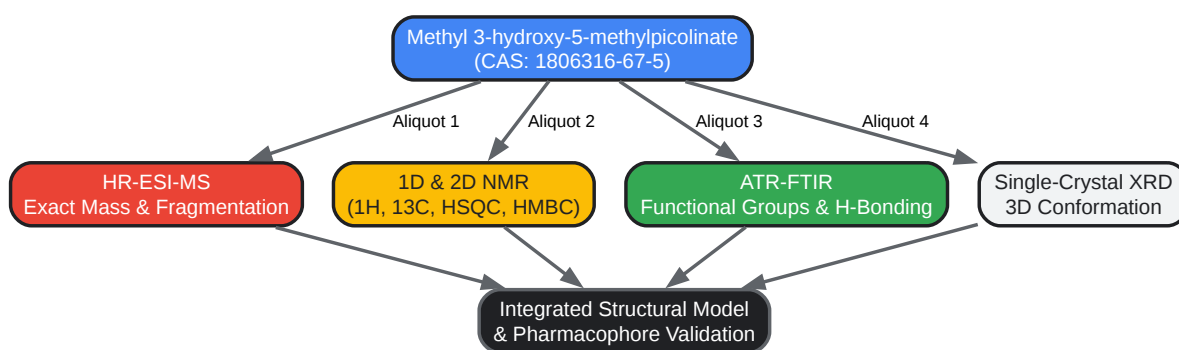 Methyl 3-hydroxy-5-methylpicolinate
(CAS: 1806316-67-5)
Aliquot 1
Aliquot 2
Aliquot 3
Aliquot 4
HR-ESI-MS
Exact Mass & Fragmentation
1D & 2D NMR
(1H, 13C, HSQC, HMBC)
ATR-FTIR
Functional Groups & H-Bonding
Single-Crystal XRD
3D Conformation
Integrated Structural Model
& Pharmacophore Validation